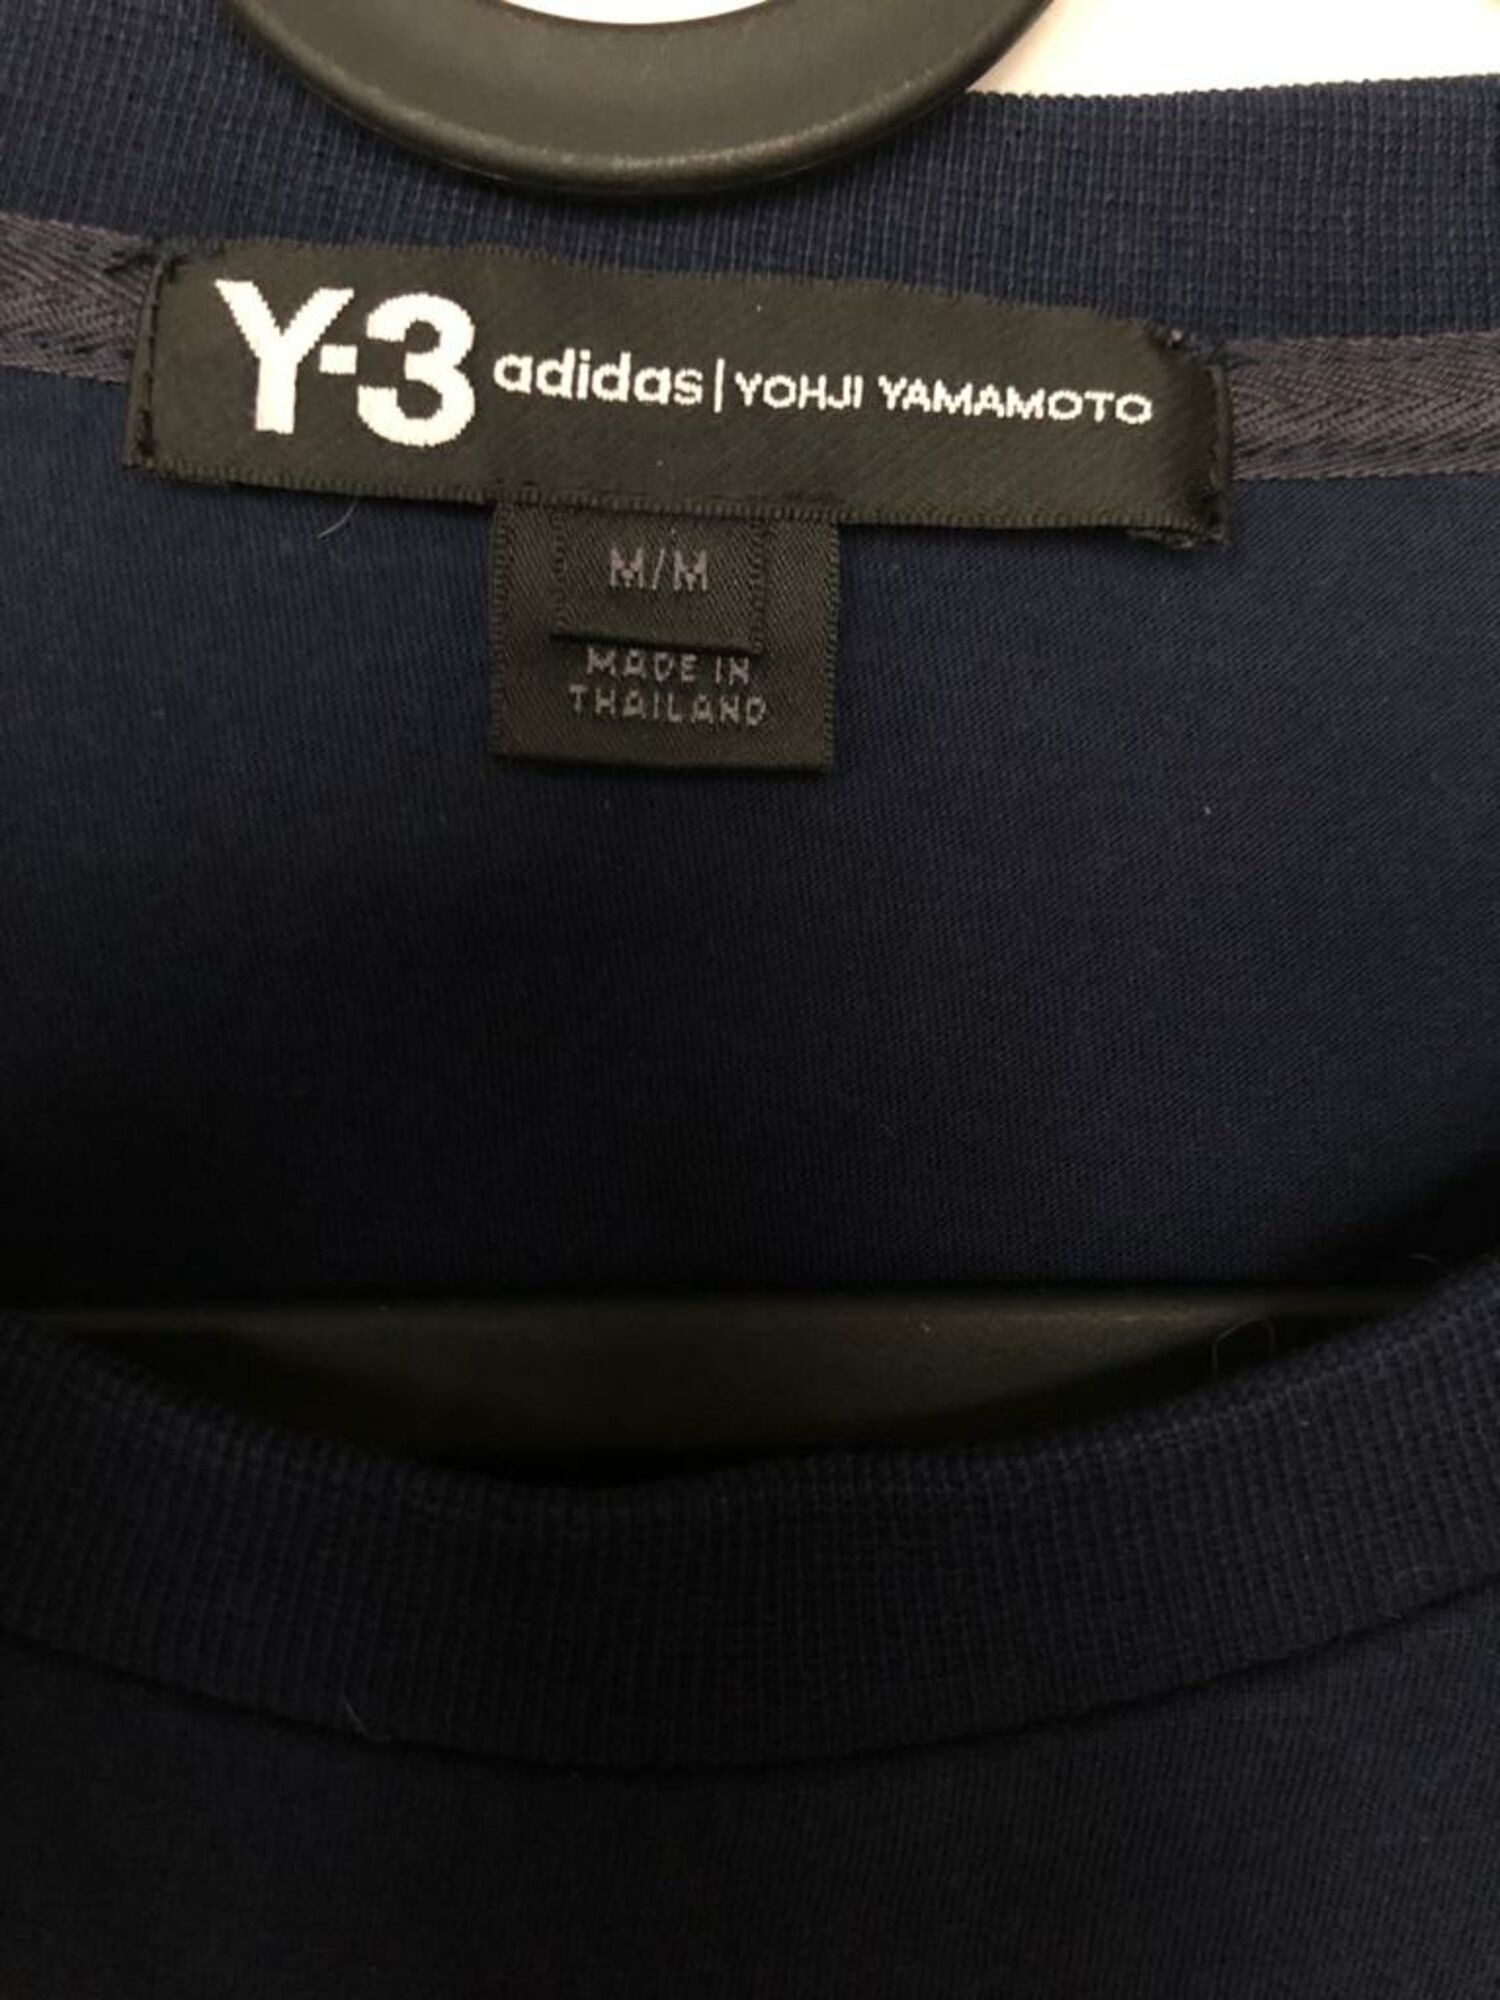 Y-3 adidas | YOHJI YAMAMOTO
M/M
MADE IN
THAILAND